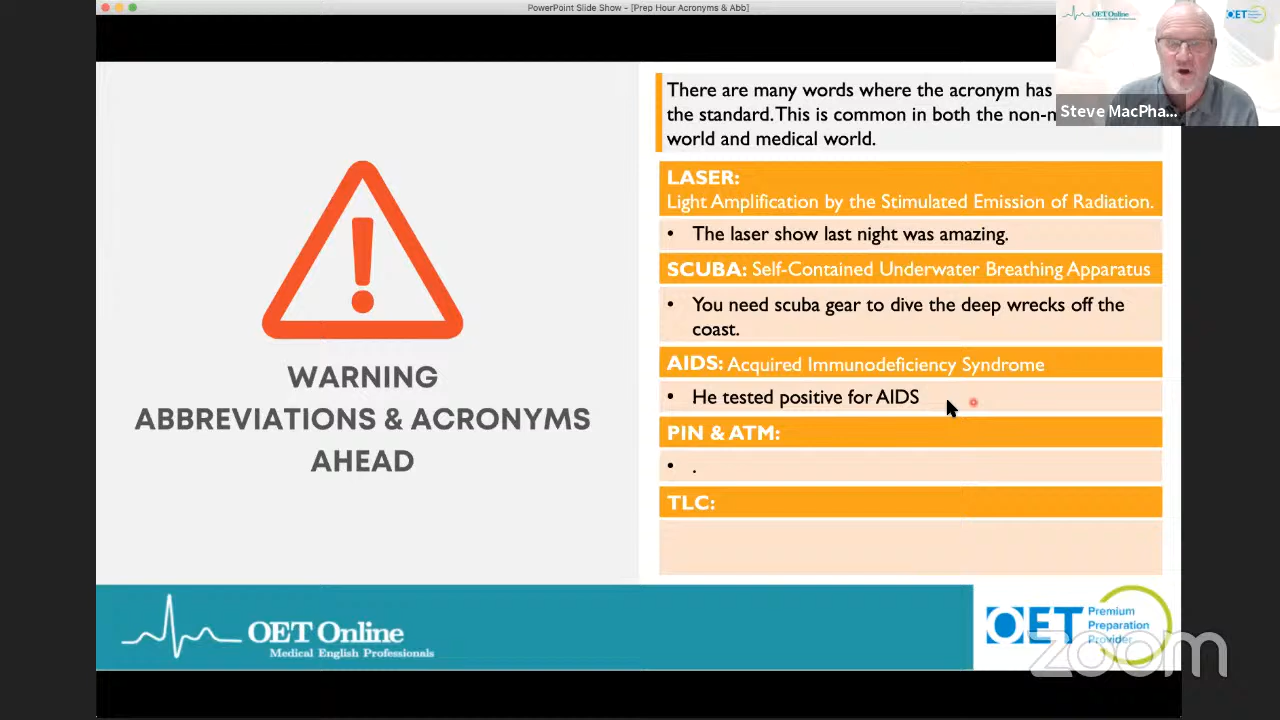 PowerPoint Slide Show - [Prep Hour Acronyms & Abb]
OET Online
OET
Steve MacPha...
There are many words where the acronym has
the standard. This is common in both the non-
world and medical world.
LASER:
Light Amplification by the Stimulated Emission of Radiation.
• The laser show last night was amazing.
SCUBA: Self-Contained Underwater Breathing Apparatus
• You need scuba gear to dive the deep wrecks off the
coast.
AIDS: Acquired Immunodeficiency Syndrome
• He tested positive for AIDS
PIN & ATM:
• .
TLC:
WARNING
ABBREVIATIONS & ACRONYMS
AHEAD
OET Online
Medical English Professionals
OET
Premium
Preparation
Provider
zoom